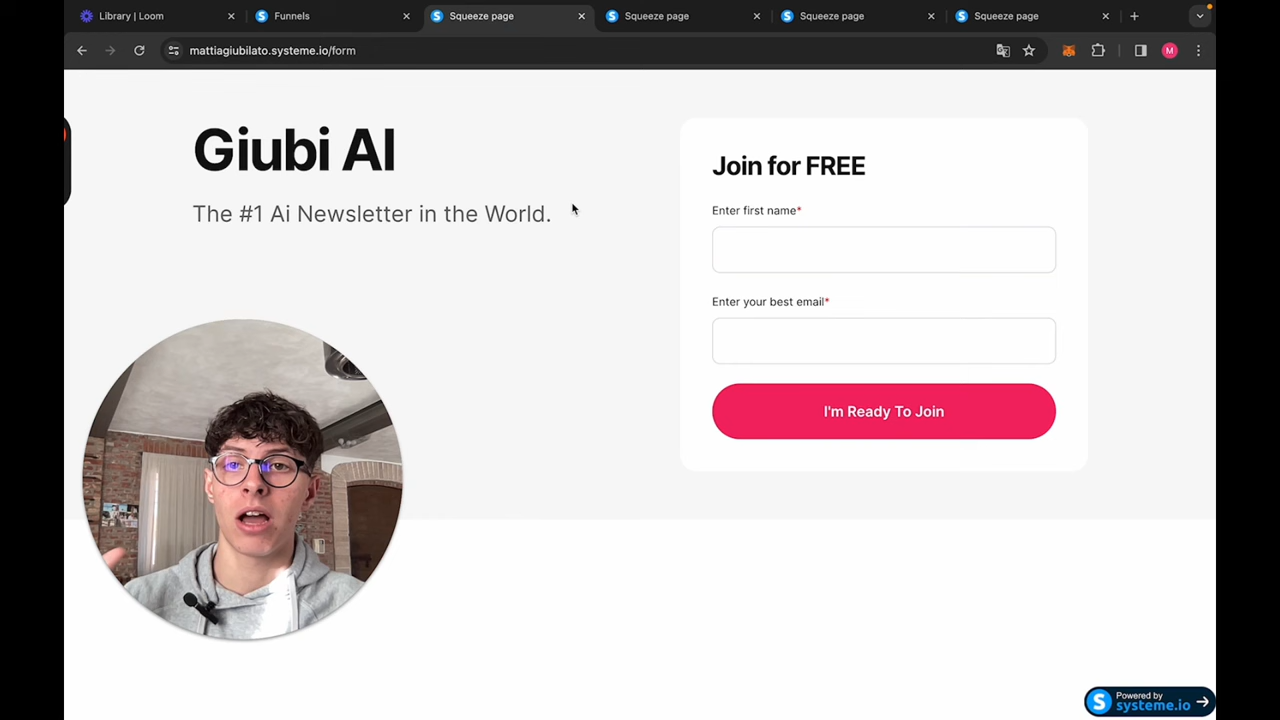 Library | Loom
Funnels
Squeeze page
Squeeze page
Squeeze page
Squeeze page
mattiagiubilato.systeme.io/form
M
Giubi AI
The #1 Ai Newsletter in the World.
Join for FREE
Enter first name*
Enter your best email*
I'm Ready To Join
S
Powered by
systeme.io